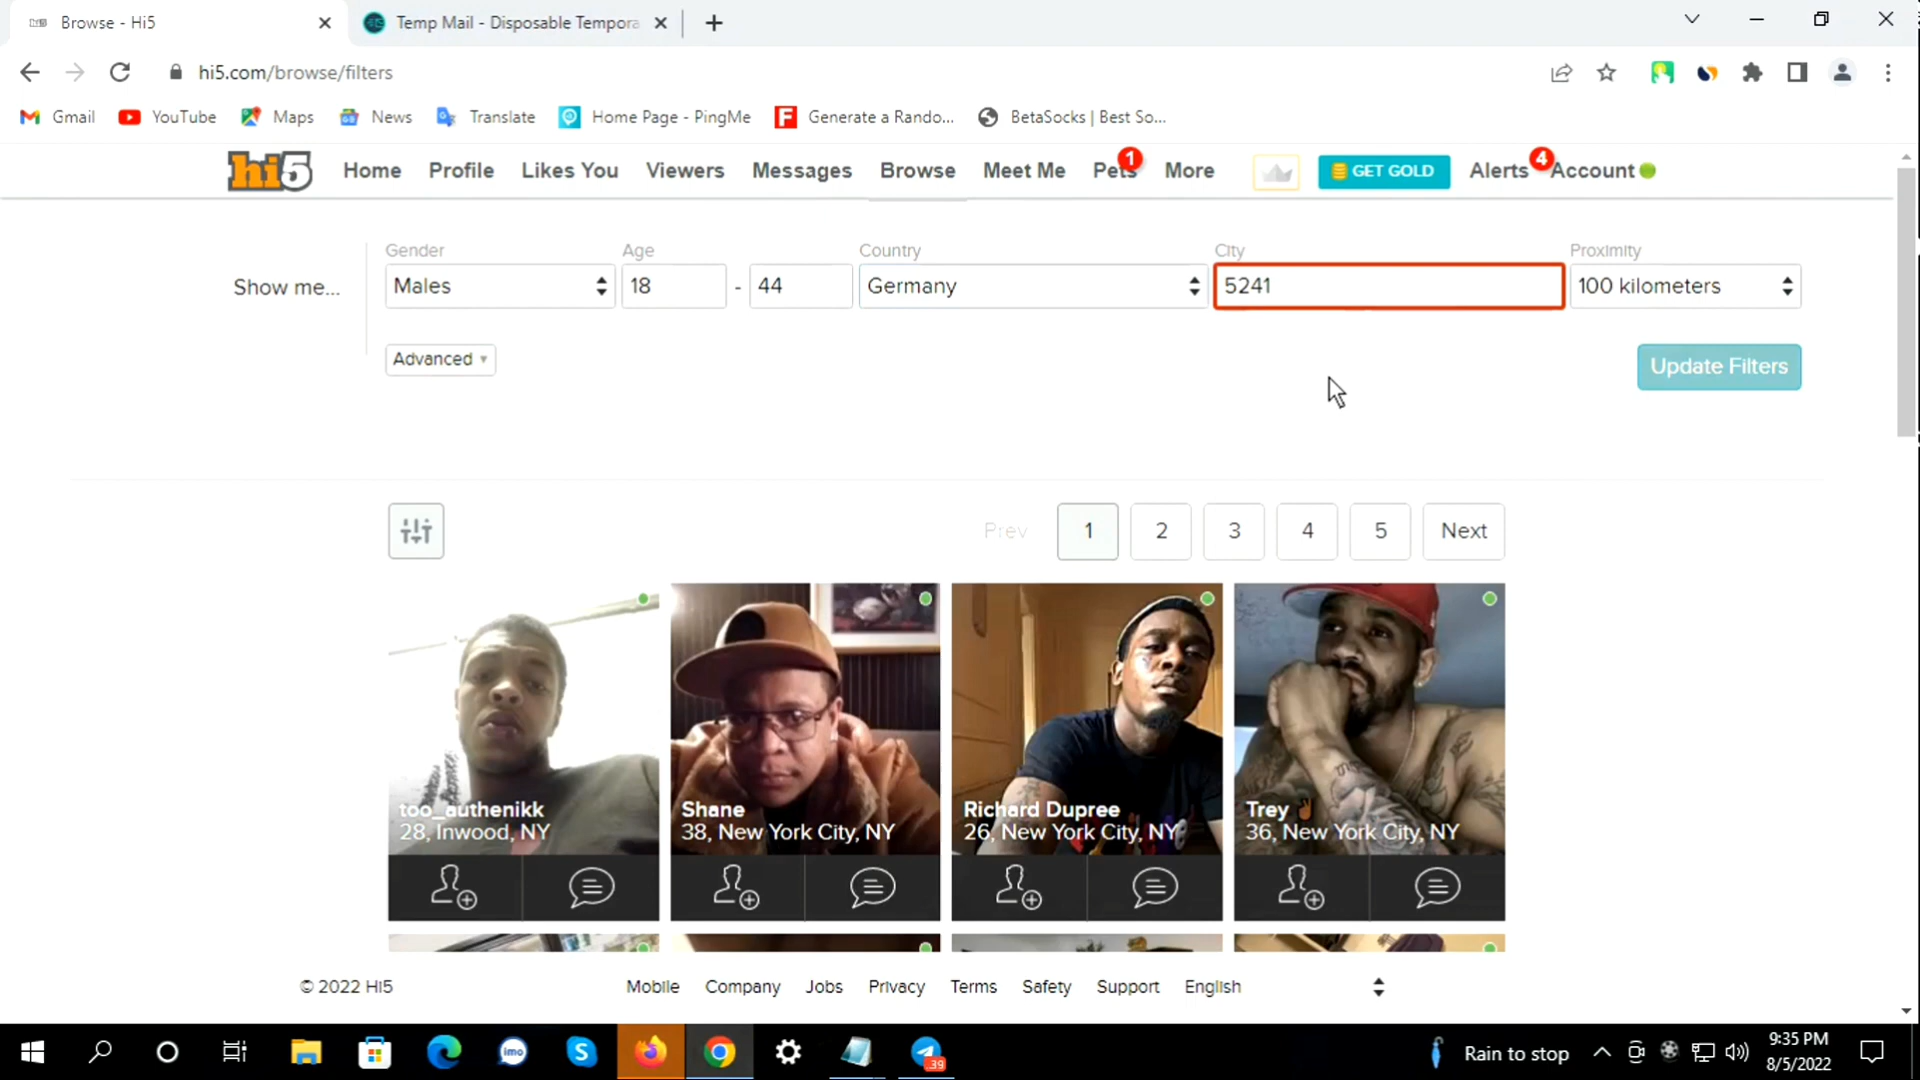 Browse - Hi5
Temp Mail - Disposable Tempora
hi5.com/browse/filters
Gmail YouTube Maps News Translate Home Page - PingMe Generate a Rando... BetaSocks | Best So...
hi5 Home Profile Likes You Viewers Messages Browse Meet Me Pets 1 More GET GOLD Alerts 4 Account
Gender Age Country City Proximity
Show me... Males 18 - 44 Germany 5241 100 kilometers
Advanced Update Filters
Prev 1 2 3 4 5 Next
too_authenikk
28, Inwood, NY
Shane
38, New York City, NY
Richard Dupree
26, New York City, NY
Trey
36, New York City, NY
© 2022 Hi5 Mobile Company Jobs Privacy Terms Safety Support English
imo 39 Rain to stop 9:35 PM
8/5/2022